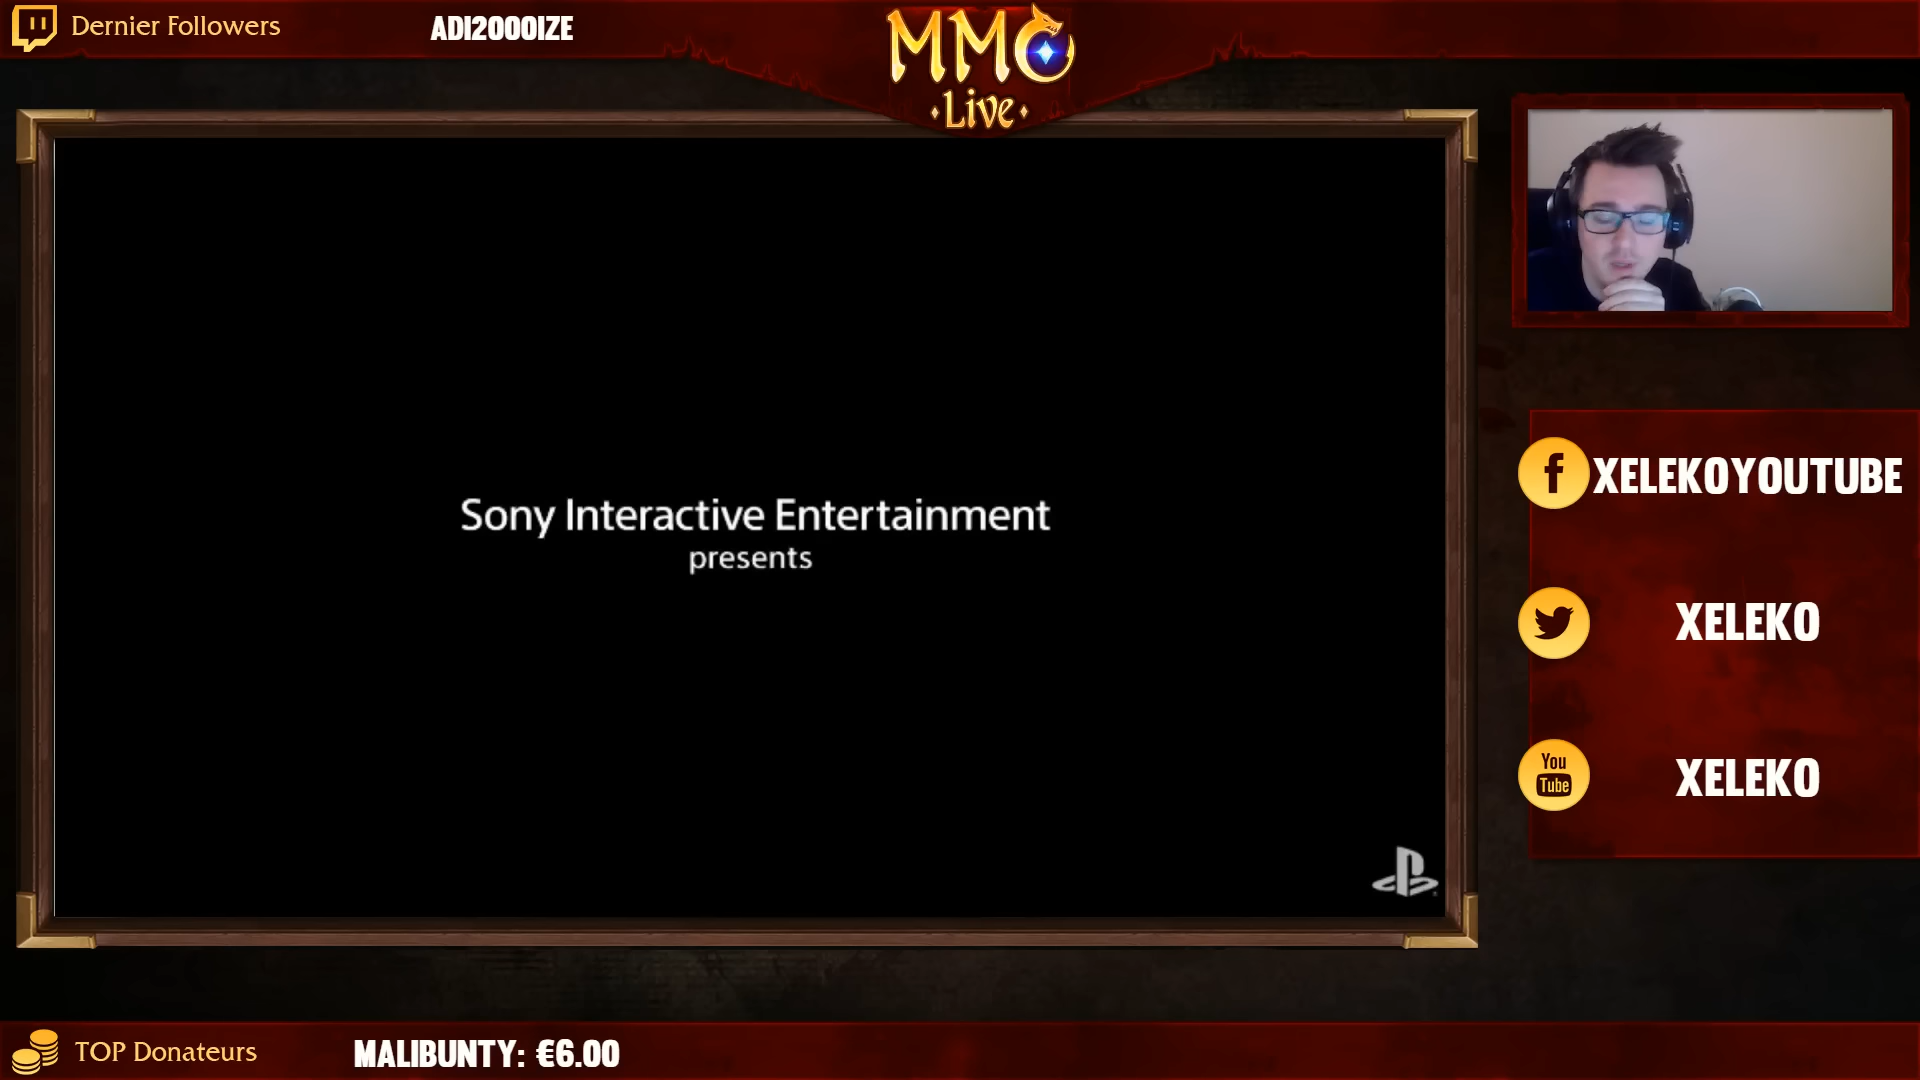 Dernier Followers
ADI2000IZE
MMO
Live
Sony Interactive Entertainment
presents
XELEKOYOUTUBE
XELEKO
You
Tube
XELEKO
TOP Donateurs
MALIBUNTY: €6.00